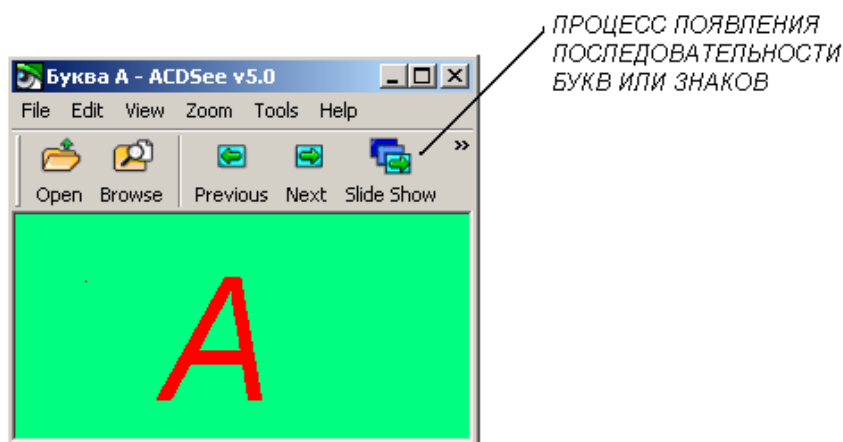 ПРОЦЕСС ПОЯВЛЕНИЯ
ПОСЛЕДОВАТЕЛЬНОСТИ
БУКВ ИЛИ ЗНАКОВ
Буква А - ACDSee v5.0
File Edit View Zoom Tools Help
Open Browse Previous Next Slide Show »
А